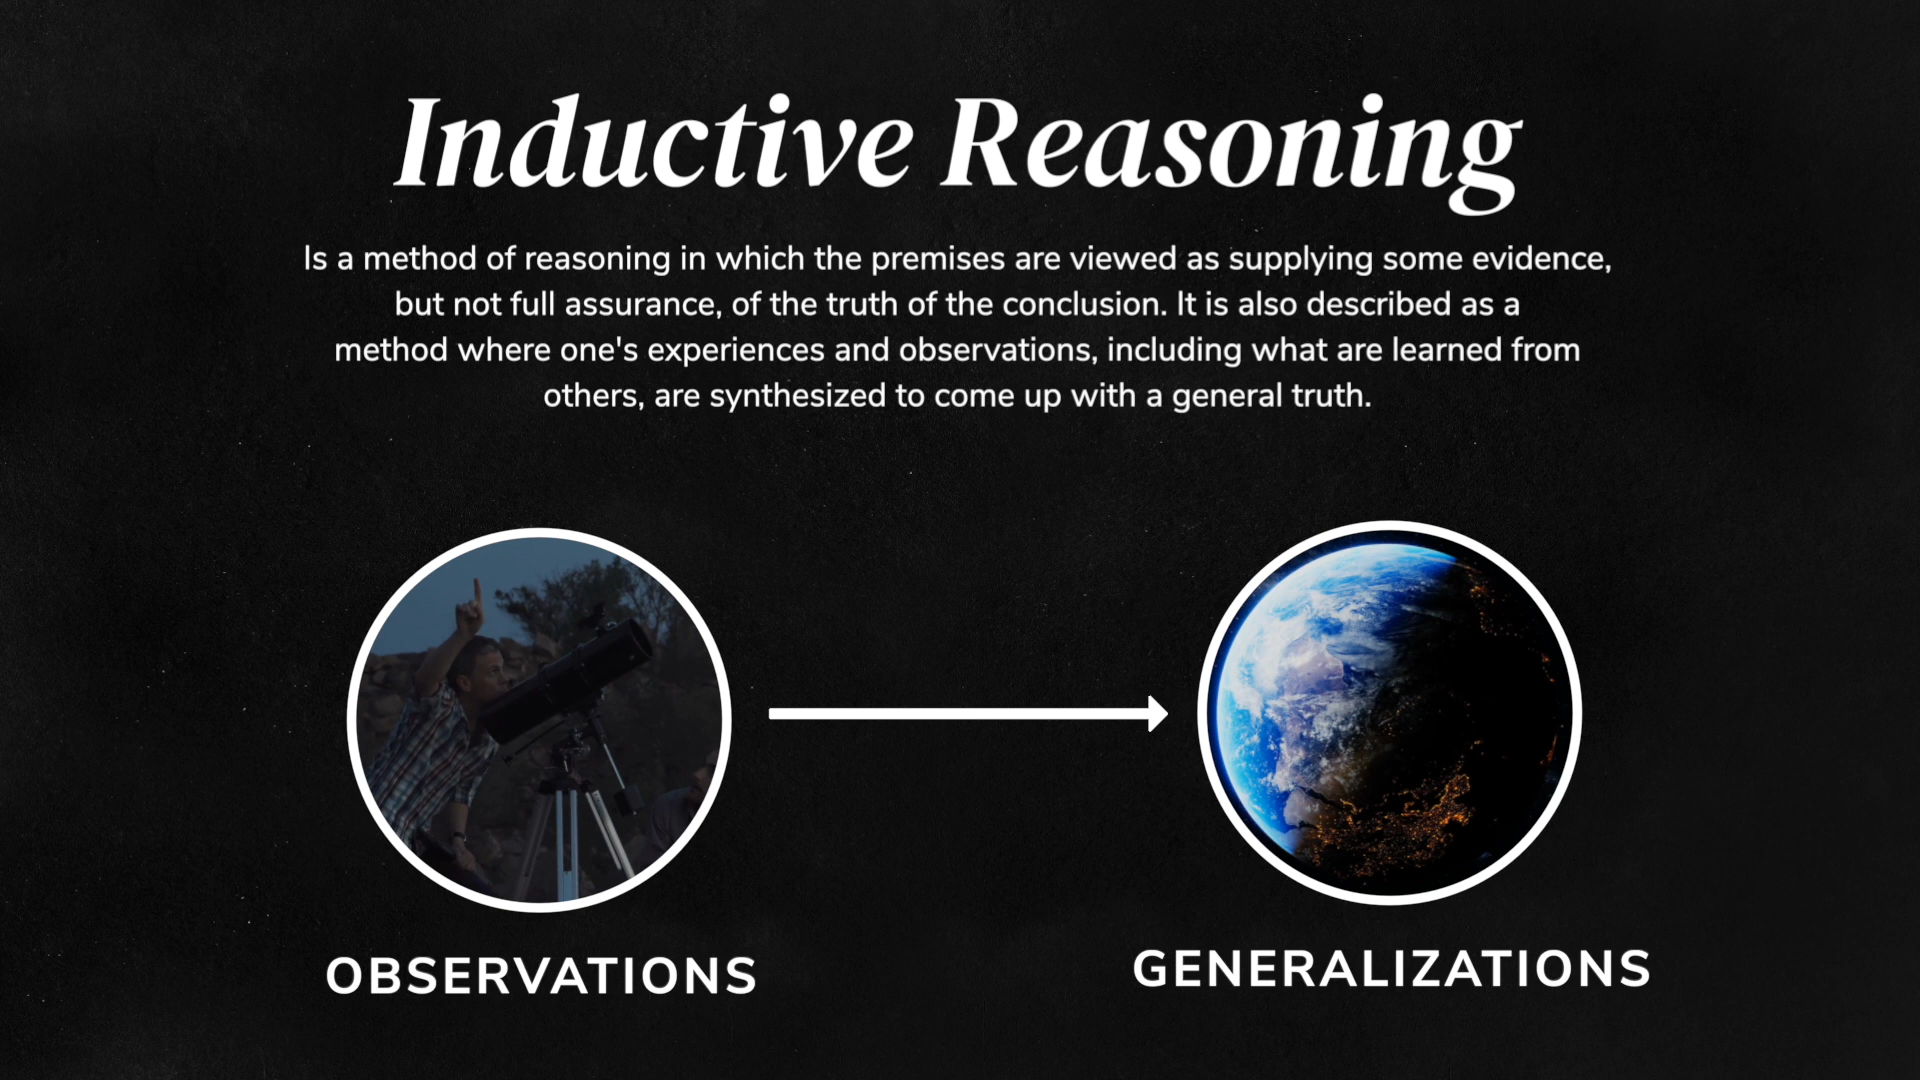 Inductive Reasoning
Is a method of reasoning in which the premises are viewed as supplying some evidence,
but not full assurance, of the truth of the conclusion. It is also described as a
method where one's experiences and observations, including what are learned from
others, are synthesized to come up with a general truth.
OBSERVATIONS
GENERALIZATIONS